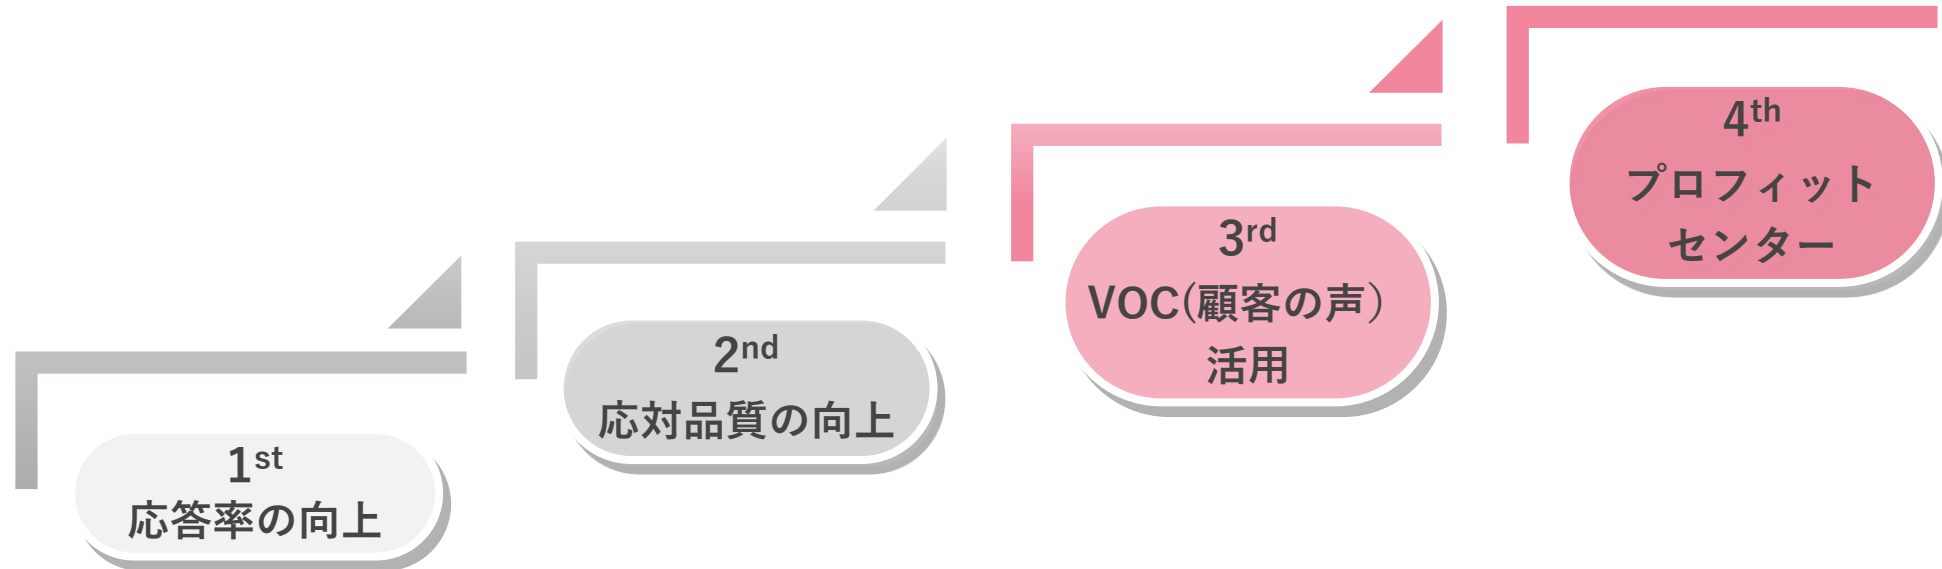 1st
応答率の向上
2nd
応対品質の向上
3rd
VOC(顧客の声）
活用
4th
プロフィット
センター